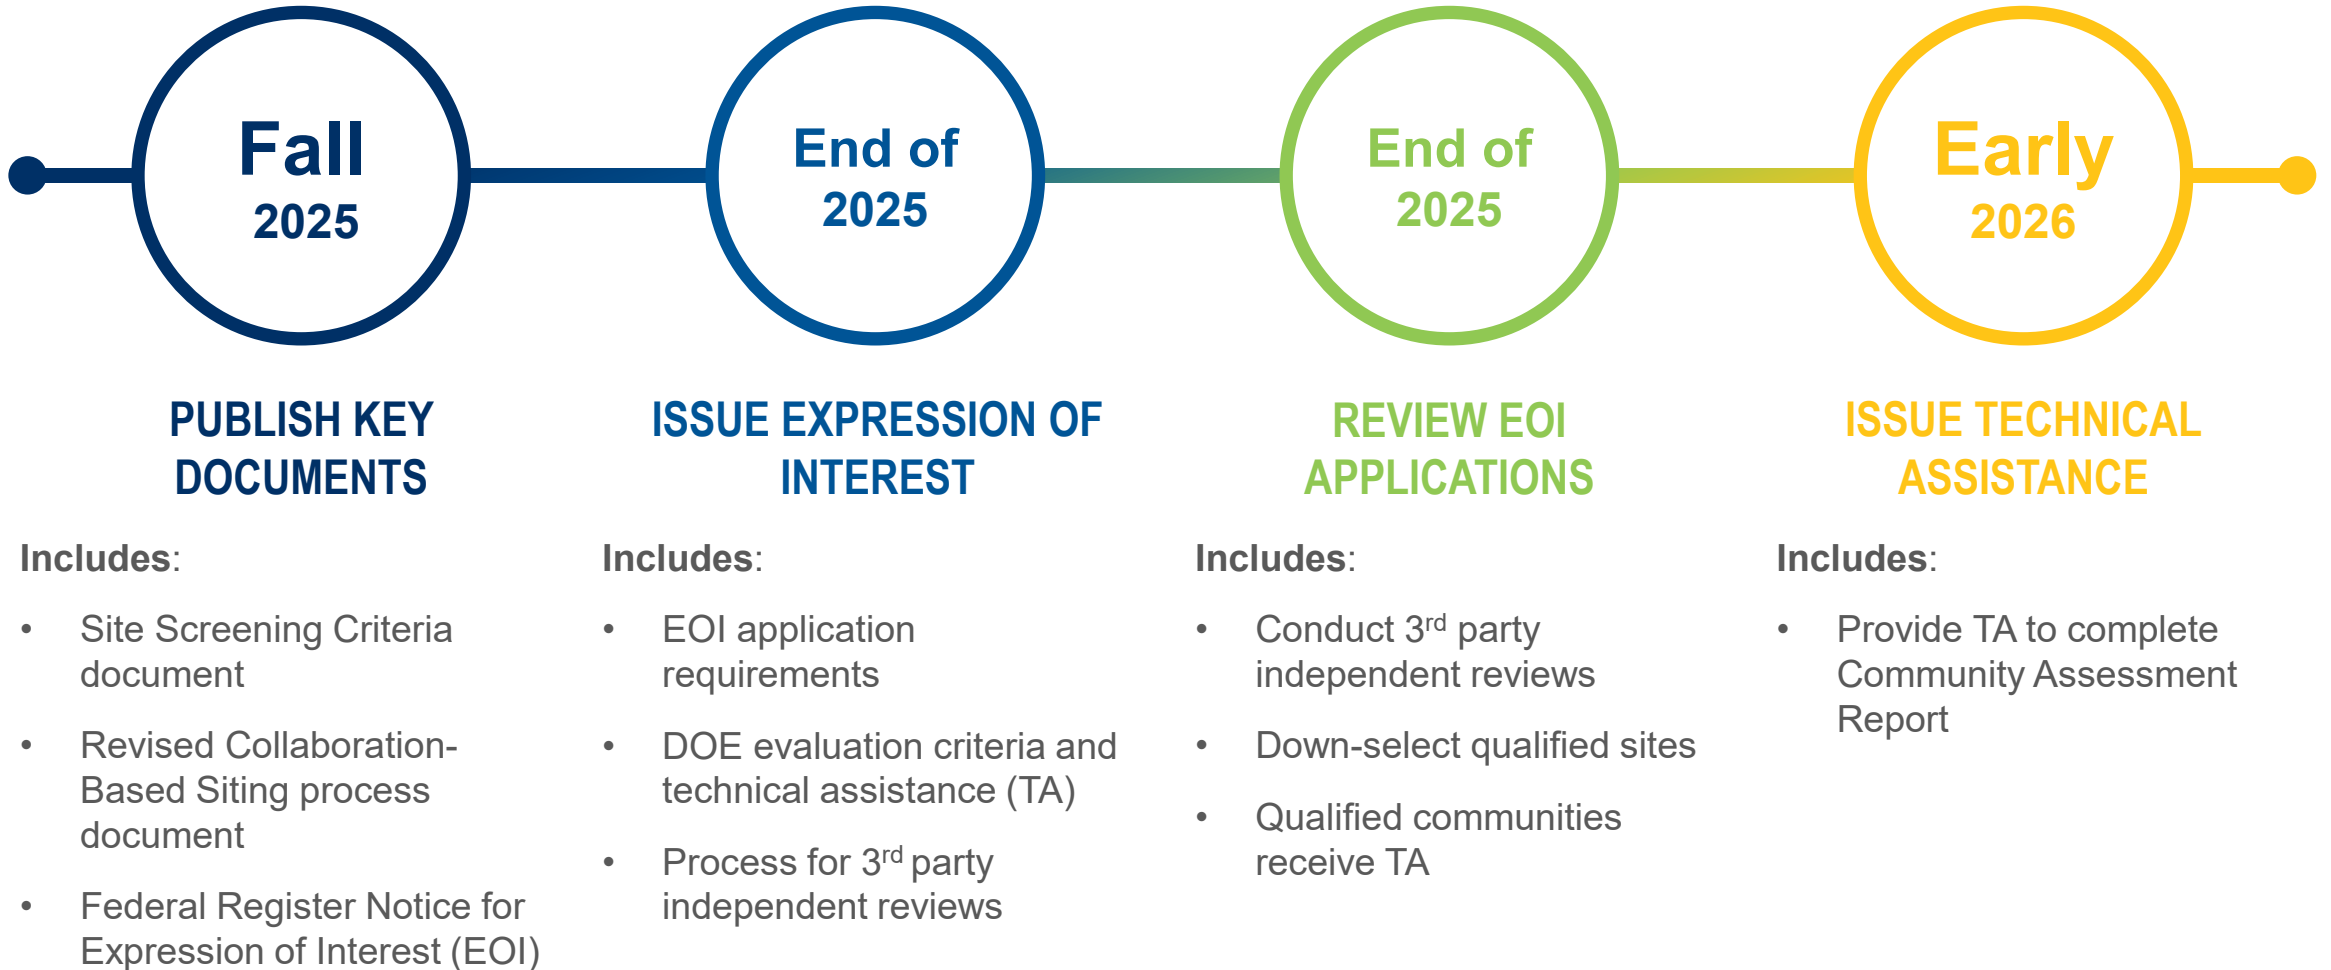 Fall
2025
End of
2025
End of
2025
Early
2026
PUBLISH KEY
DOCUMENTS
Includes:
• Site Screening Criteria
document
• Revised Collaboration-
Based Siting process
document
• Federal Register Notice for
Expression of Interest (EOI)
ISSUE EXPRESSION OF
INTEREST
Includes:
• EOI application
requirements
• DOE evaluation criteria and
technical assistance (TA)
• Process for 3rd party
independent reviews
REVIEW EOI
APPLICATIONS
Includes:
• Conduct 3rd party
independent reviews
• Down-select qualified sites
• Qualified communities
receive TA
ISSUE TECHNICAL
ASSISTANCE
Includes:
• Provide TA to complete
Community Assessment
Report